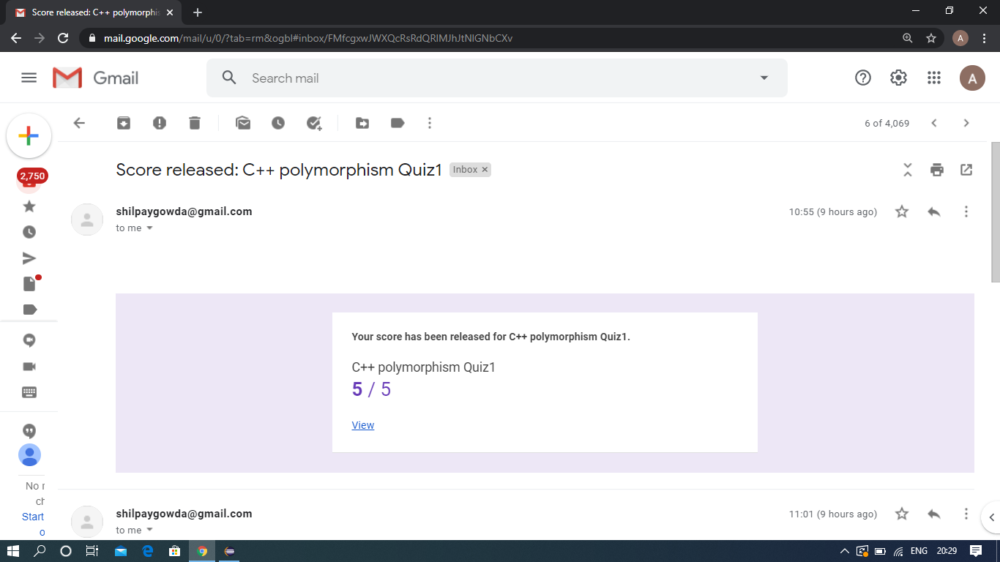 Score released: C++ polymorphis
mail.google.com/mail/u/0/?tab=rm&ogbl#inbox/FMfcgxwJWXQcRsRdQRlMJhJtNlGNbCXv
A
Gmail
Search mail
A
6 of 4,069
2,750
Score released: C++ polymorphism Quiz1
Inbox ×
shilpaygowda@gmail.com
10:55 (9 hours ago)
to me
Your score has been released for C++ polymorphism Quiz1.
C++ polymorphism Quiz1
5 / 5
View
No r
ch
Start
o
shilpaygowda@gmail.com
11:01 (9 hours ago)
to me
ENG
20:29